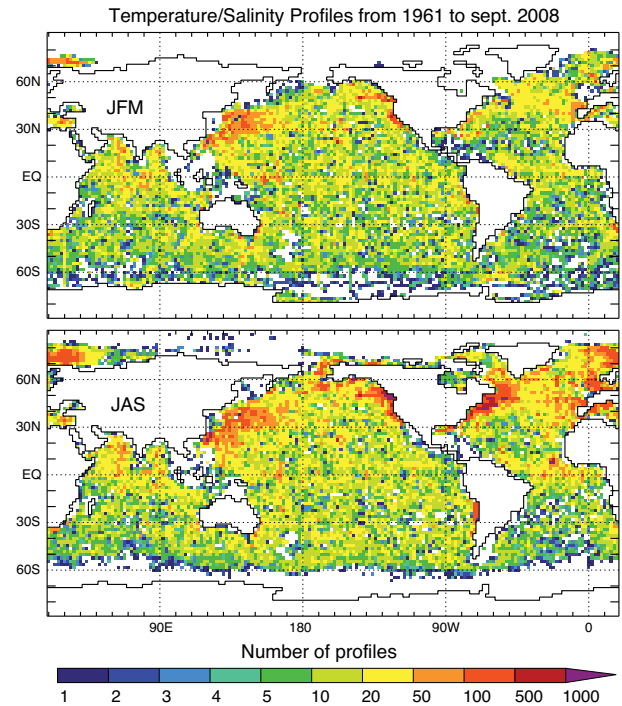 Temperature/Salinity Profiles from 1961 to sept. 2008
60N
JFM
30N
EQ
30S
60S
60N
JAS
30N
EQ
30S
60S
90E 180 90W 0
Number of profiles
1 2 3 4 5 10 20 50 100 500 1000